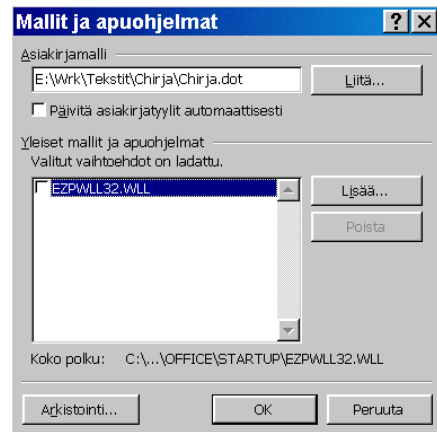 Mallit ja apuohjelmat
Asiakirjamalli
E:\Wrk\Tekstit\Chirja\Chirja.dot
Liitä...
Päivitä asiakirjatyylit automaattisesti
Yleiset mallit ja apuohjelmat
Valitut vaihtoehdot on ladattu.
EZPWLL32.WLL
Lisää...
Poista
Koko polku: C:\...\OFFICE\STARTUP\EZPWLL32.WLL
Arkistointi... OK Peruuta